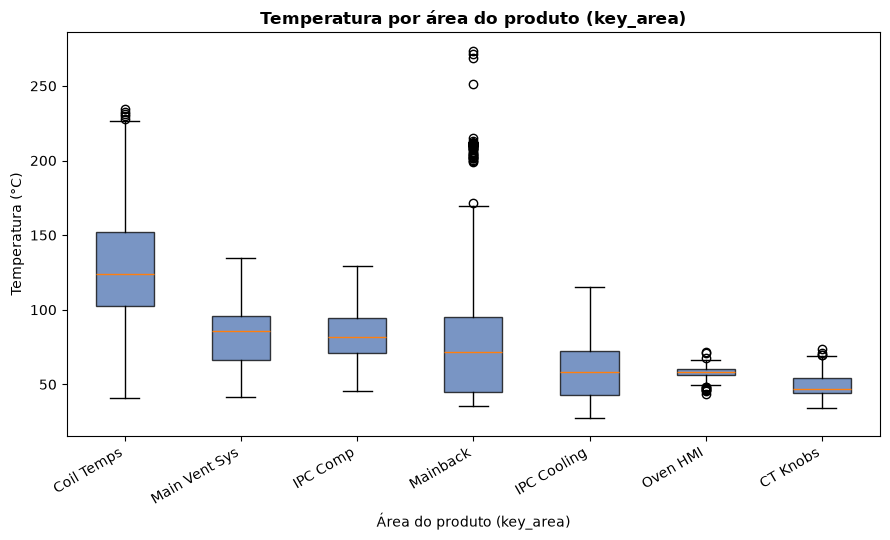 Temperatura por área do produto (key_area)
Temperatura (°C)
250
200
150
100
50
Coil Temps
Main Vent Sys
IPC Comp
Mainback
IPC Cooling
Oven HMI
CT Knobs
Área do produto (key_area)